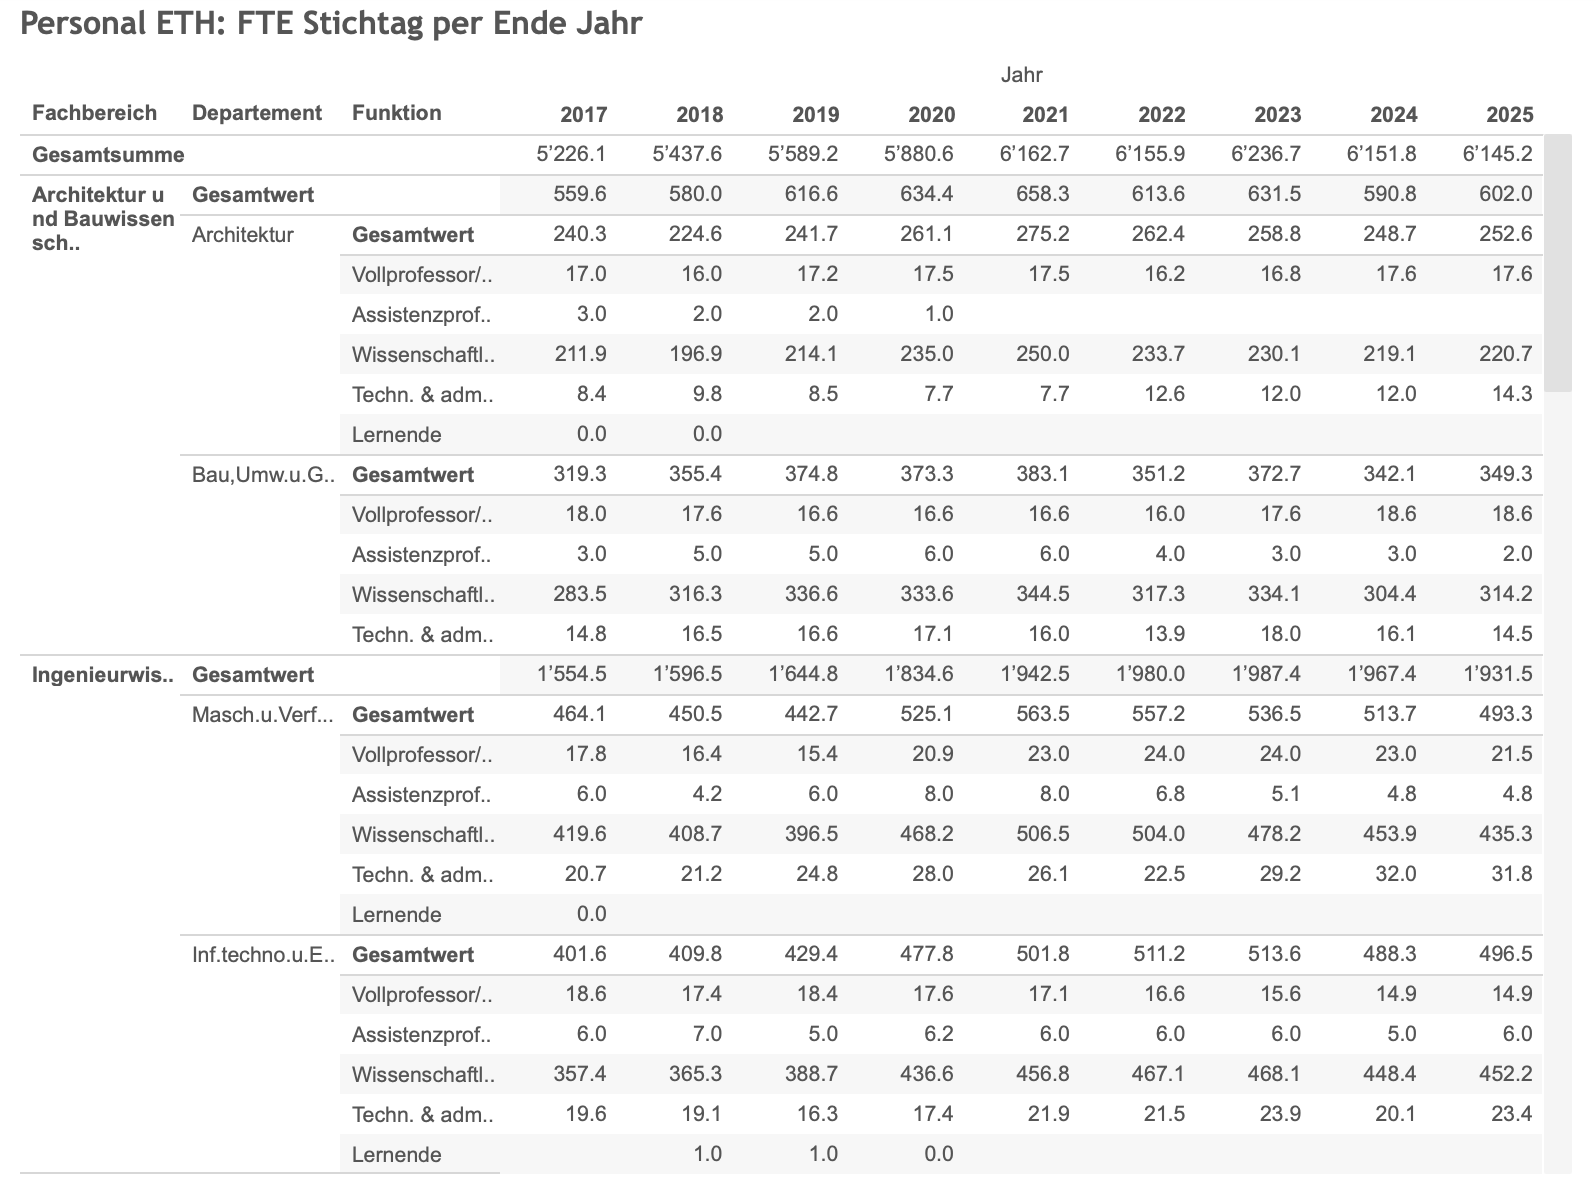 Personal ETH: FTE Stichtag per Ende Jahr
Jahr
Fachbereich Departement Funktion 2017 2018 2019 2020 2021 2022 2023 2024 2025
Gesamtsumme 5’226.1 5’437.6 5’589.2 5’880.6 6’162.7 6’155.9 6’236.7 6’151.8 6’145.2
Architektur u Gesamtwert 559.6 580.0 616.6 634.4 658.3 613.6 631.5 590.8 602.0
nd Bauwissen
sch.. Architektur Gesamtwert 240.3 224.6 241.7 261.1 275.2 262.4 258.8 248.7 252.6
Vollprofessor/.. 17.0 16.0 17.2 17.5 17.5 16.2 16.8 17.6 17.6
Assistenzprof.. 3.0 2.0 2.0 1.0
Wissenschaftl.. 211.9 196.9 214.1 235.0 250.0 233.7 230.1 219.1 220.7
Techn. & adm.. 8.4 9.8 8.5 7.7 7.7 12.6 12.0 12.0 14.3
Lernende 0.0 0.0
Bau,Umw.u.G.. Gesamtwert 319.3 355.4 374.8 373.3 383.1 351.2 372.7 342.1 349.3
Vollprofessor/.. 18.0 17.6 16.6 16.6 16.6 16.0 17.6 18.6 18.6
Assistenzprof.. 3.0 5.0 5.0 6.0 6.0 4.0 3.0 3.0 2.0
Wissenschaftl.. 283.5 316.3 336.6 333.6 344.5 317.3 334.1 304.4 314.2
Techn. & adm.. 14.8 16.5 16.6 17.1 16.0 13.9 18.0 16.1 14.5
Ingenieurwis.. Gesamtwert 1’554.5 1’596.5 1’644.8 1’834.6 1’942.5 1’980.0 1’987.4 1’967.4 1’931.5
Masch.u.Verf... Gesamtwert 464.1 450.5 442.7 525.1 563.5 557.2 536.5 513.7 493.3
Vollprofessor/.. 17.8 16.4 15.4 20.9 23.0 24.0 24.0 23.0 21.5
Assistenzprof.. 6.0 4.2 6.0 8.0 8.0 6.8 5.1 4.8 4.8
Wissenschaftl.. 419.6 408.7 396.5 468.2 506.5 504.0 478.2 453.9 435.3
Techn. & adm.. 20.7 21.2 24.8 28.0 26.1 22.5 29.2 32.0 31.8
Lernende 0.0
Inf.techno.u.E.. Gesamtwert 401.6 409.8 429.4 477.8 501.8 511.2 513.6 488.3 496.5
Vollprofessor/.. 18.6 17.4 18.4 17.6 17.1 16.6 15.6 14.9 14.9
Assistenzprof.. 6.0 7.0 5.0 6.2 6.0 6.0 6.0 5.0 6.0
Wissenschaftl.. 357.4 365.3 388.7 436.6 456.8 467.1 468.1 448.4 452.2
Techn. & adm.. 19.6 19.1 16.3 17.4 21.9 21.5 23.9 20.1 23.4
Lernende 1.0 1.0 0.0